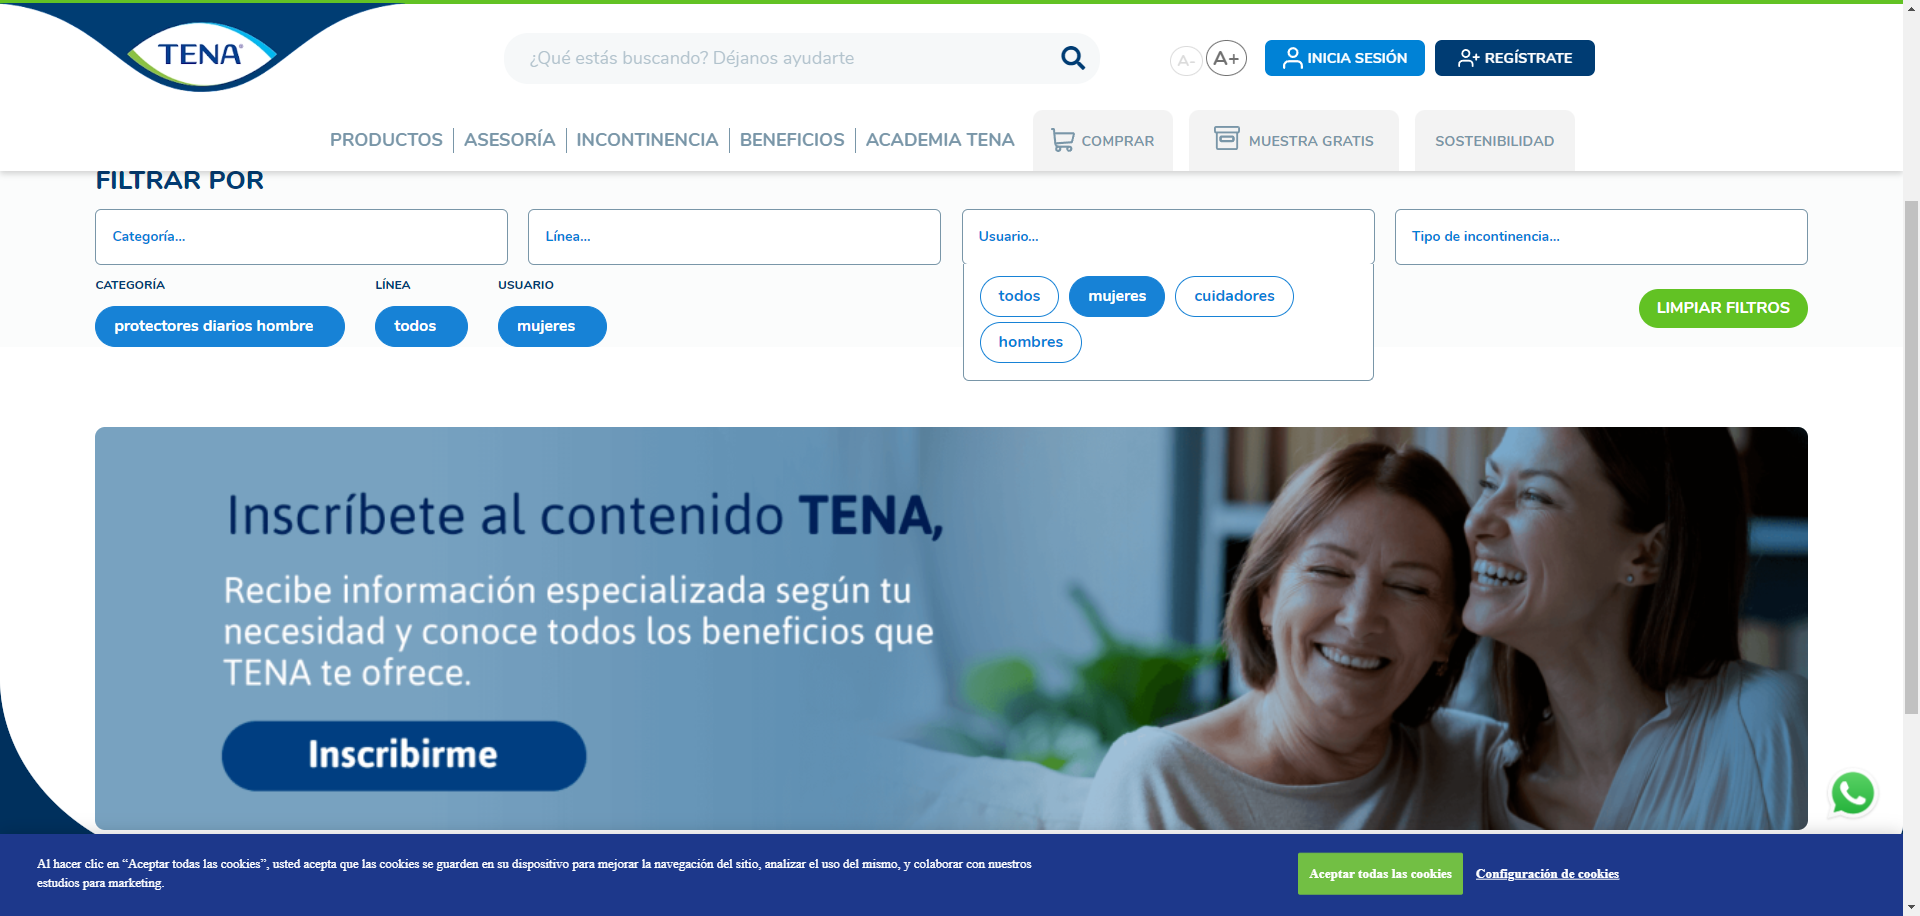 TENA
¿Qué estás buscando? Déjanos ayudarte
A-
A+
INICIA SESIÓN
REGÍSTRATE
PRODUCTOS
ASESORÍA
INCONTINENCIA
BENEFICIOS
ACADEMIA TENA
COMPRAR
MUESTRA GRATIS
SOSTENIBILIDAD
FILTRAR POR
Categoría...
Línea...
Usuario...
Tipo de incontinencia...
CATEGORÍA
LÍNEA
USUARIO
protectores diarios hombre
todos
mujeres
todos
mujeres
cuidadores
hombres
LIMPIAR FILTROS
Inscríbete al contenido TENA,
Recibe información especializada según tu
necesidad y conoce todos los beneficios que
TENA te ofrece.
Inscribirme
Al hacer clic en “Aceptar todas las cookies”, usted acepta que las cookies se guarden en su dispositivo para mejorar la navegación del sitio, analizar el uso del mismo, y colaborar con nuestros
estudios para marketing.
Aceptar todas las cookies
Configuración de cookies